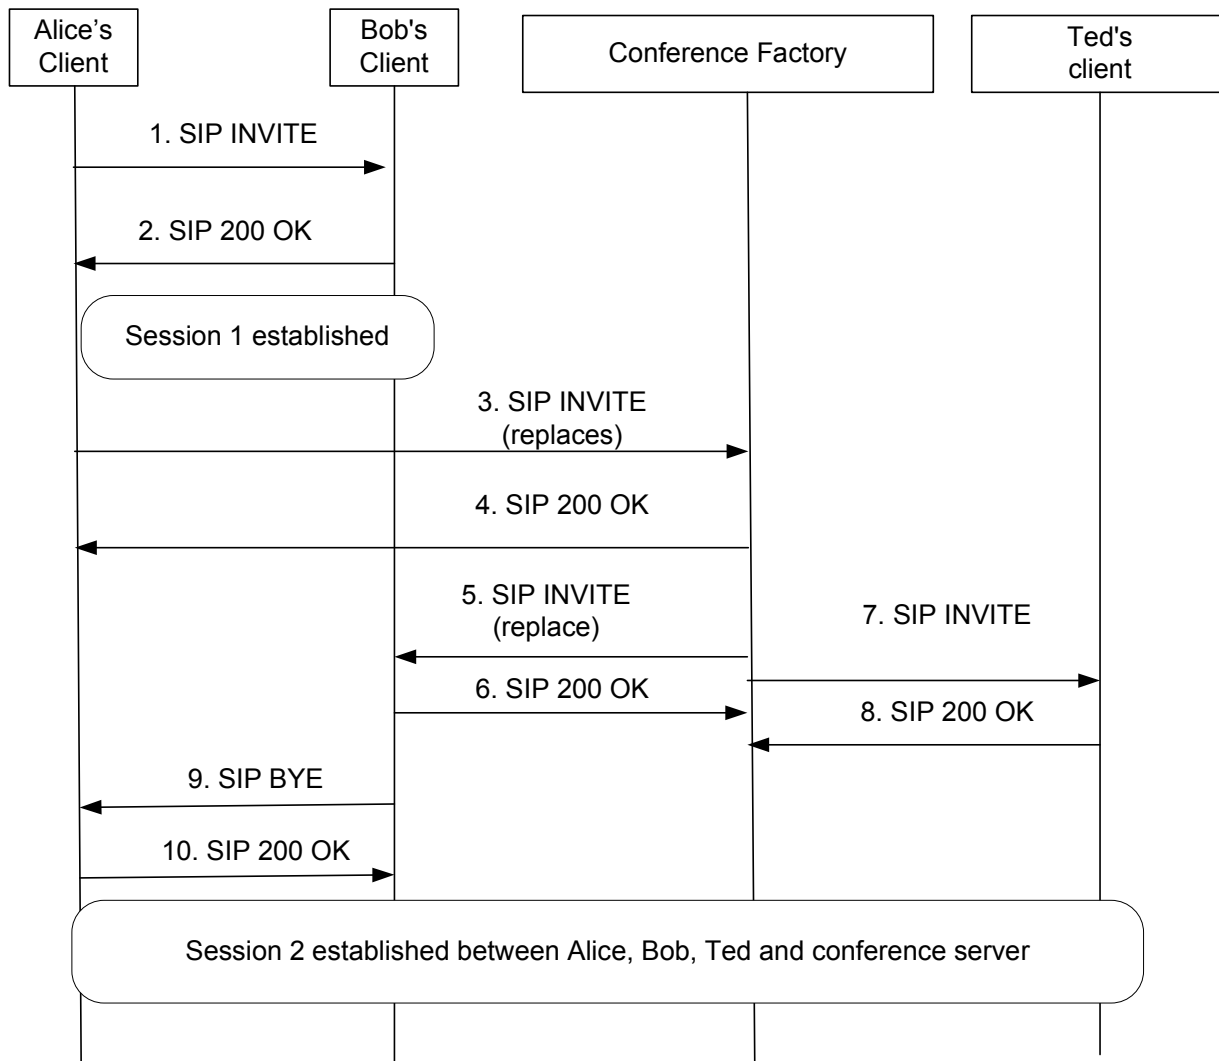 Alice’s
Client
Bob's
Client
Conference Factory
Ted's
client
1. SIP INVITE
2. SIP 200 OK
Session 1 established
3. SIP INVITE
(replaces)
4. SIP 200 OK
5. SIP INVITE
(replace)
7. SIP INVITE
6. SIP 200 OK
8. SIP 200 OK
9. SIP BYE
10. SIP 200 OK
Session 2 established between Alice, Bob, Ted and conference server